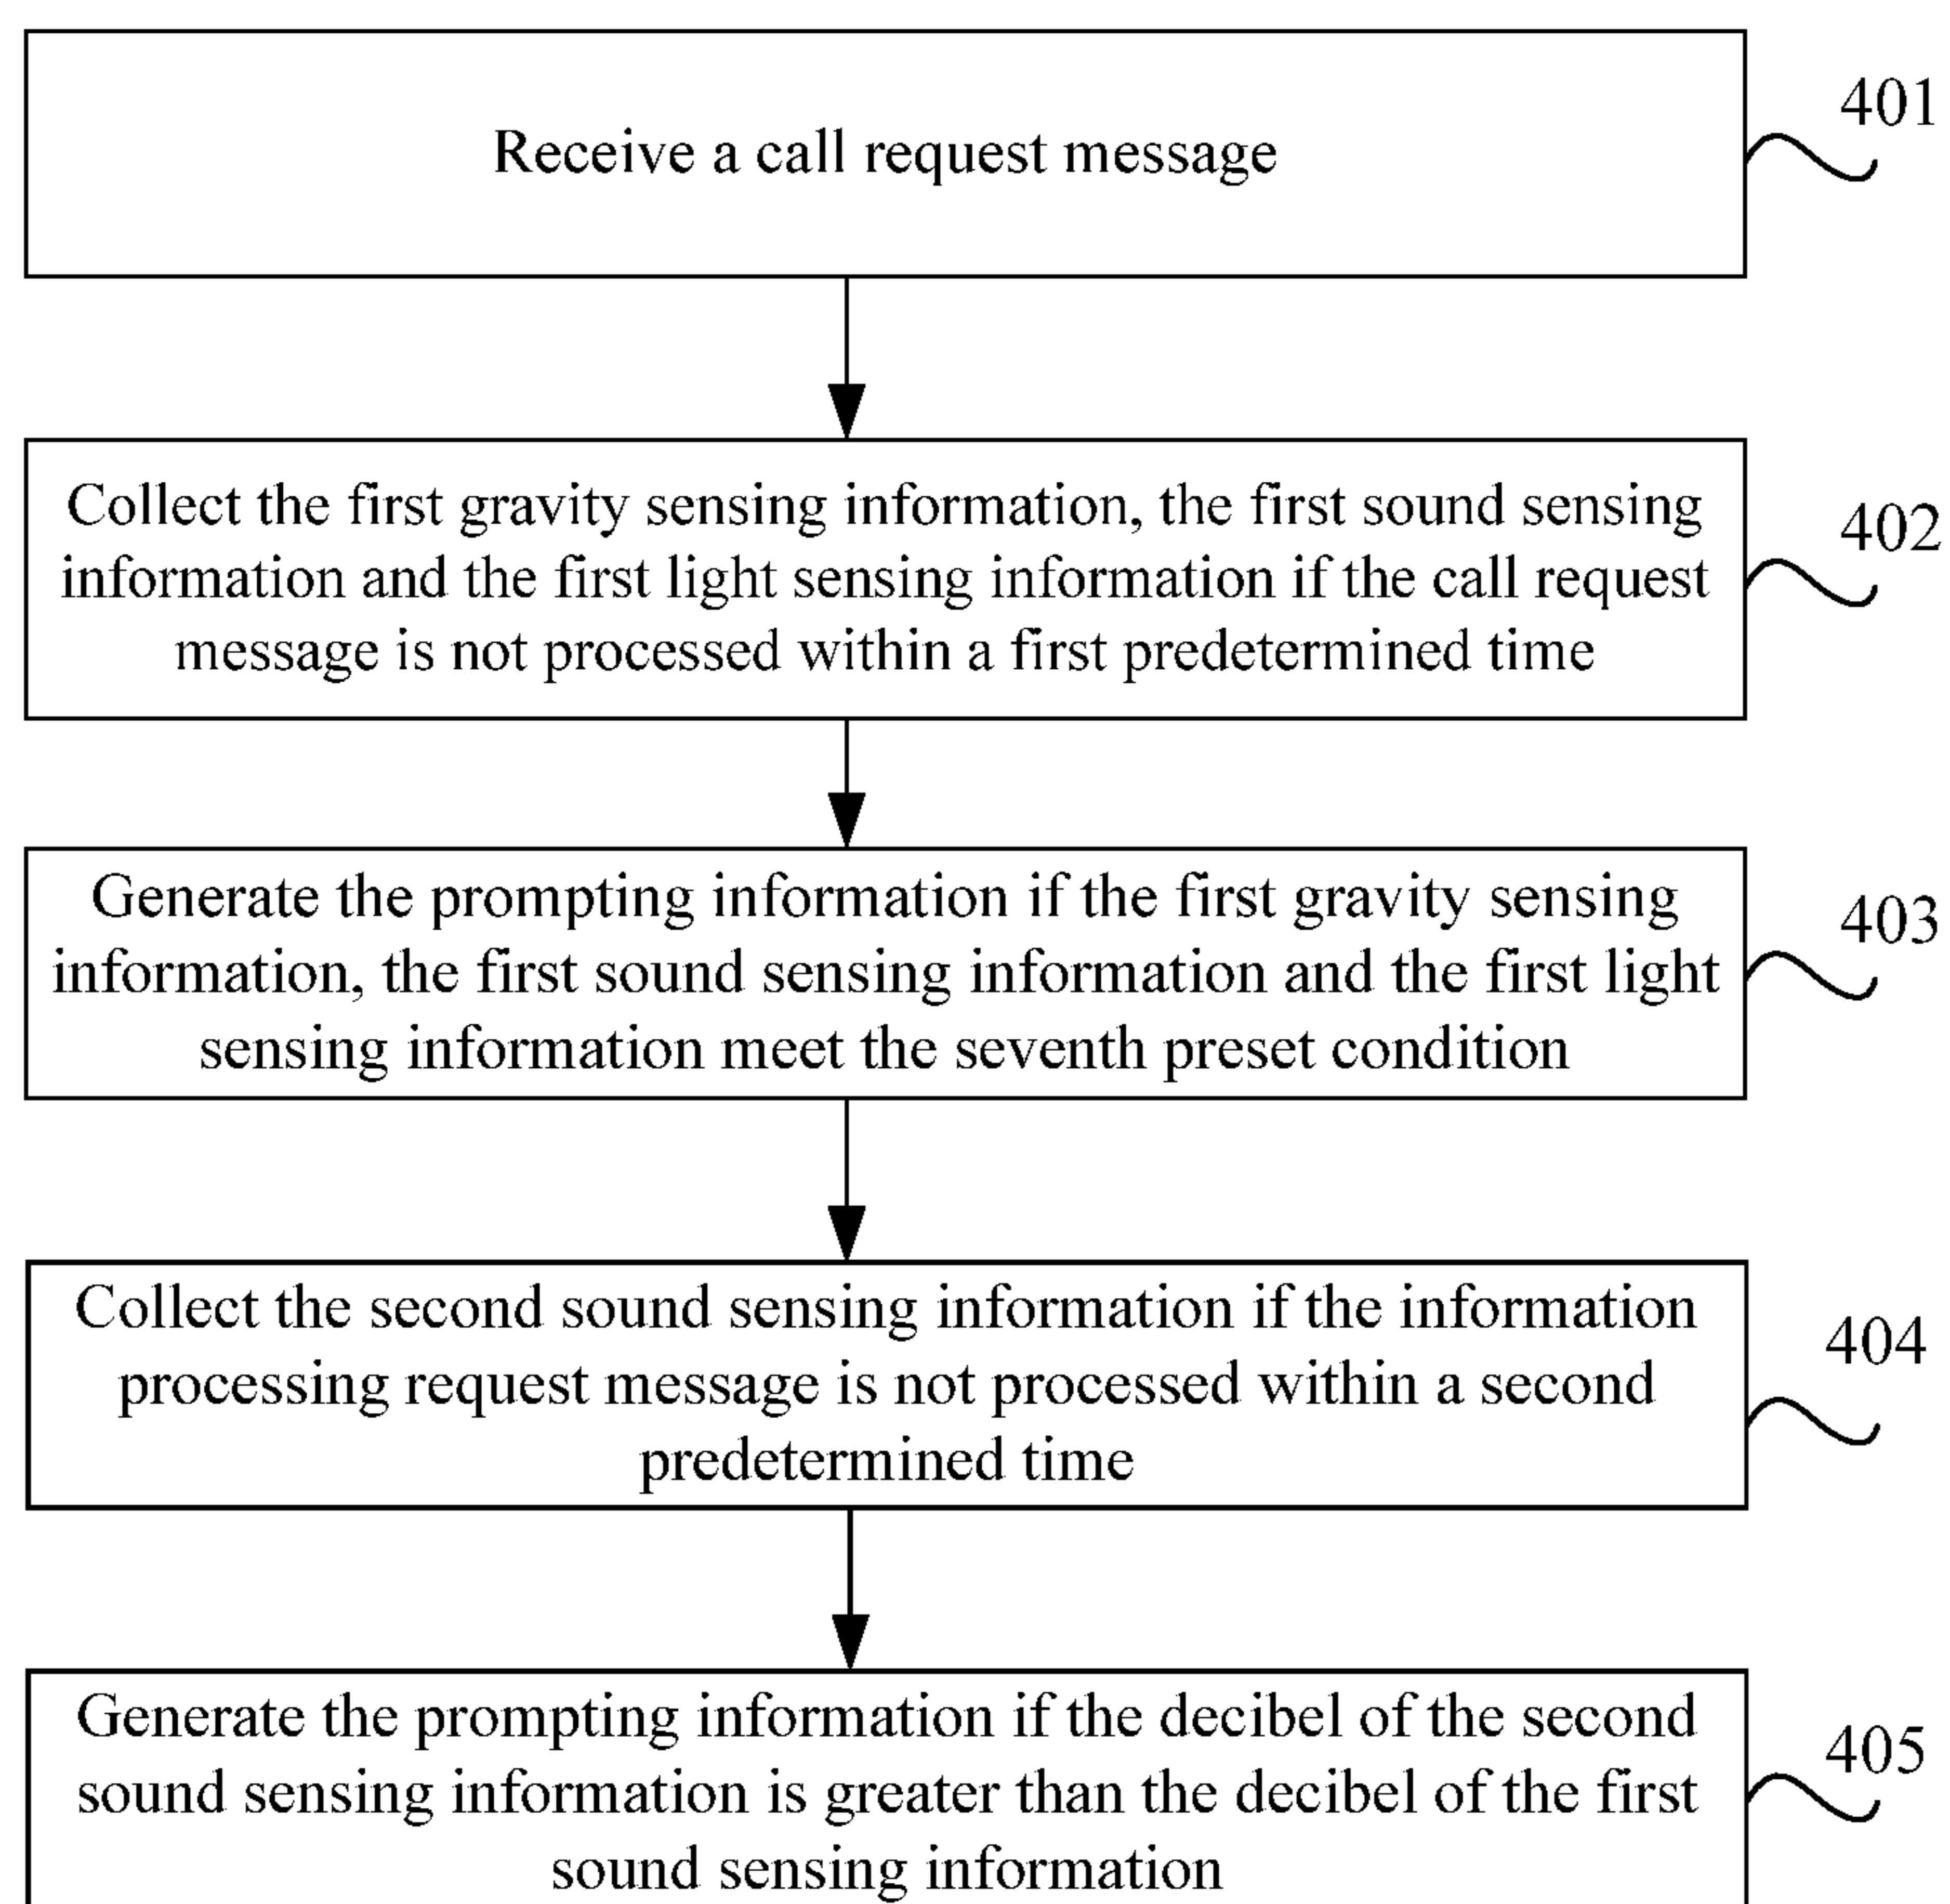 Receive a call request message
401
Collect the first gravity sensing information, the first sound sensing
information and the first light sensing information if the call request
message is not processed within a first predetermined time
402
Generate the prompting information if the first gravity sensing
information, the first sound sensing information and the first light
sensing information meet the seventh preset condition
403
Collect the second sound sensing information if the information
processing request message is not processed within a second
predetermined time
404
Generate the prompting information if the decibel of the second
sound sensing information is greater than the decibel of the first
sound sensing information
405